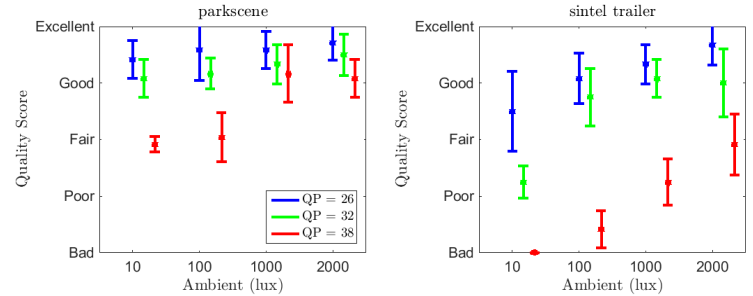 parkscene
Excellent
Good
Fair
Poor
Bad
Quality Score
10 100 1000 2000
Ambient (lux)
QP = 26
QP = 32
QP = 38
sintel trailer
Excellent
Good
Fair
Poor
Bad
Quality Score
10 100 1000 2000
Ambient (lux)